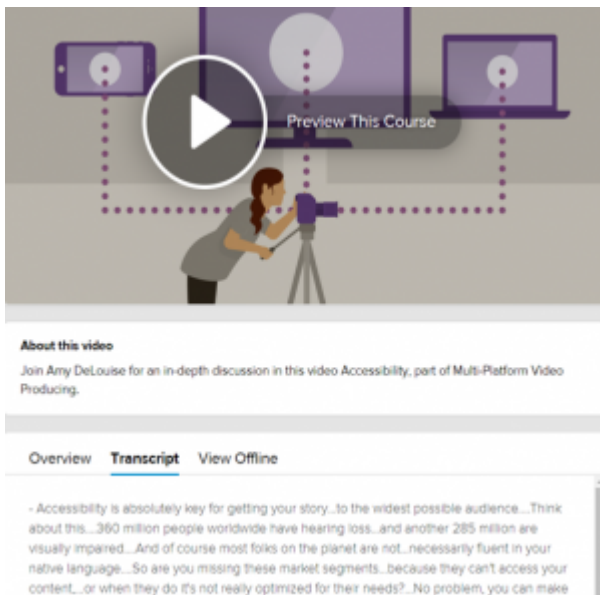 Preview This Course
About this video
Join Amy DeLouise for an in-depth discussion in this video Accessibility, part of Multi-Platform Video
Producing.
Overview Transcript View Offline
- Accessibility is absolutely key for getting your story...to the widest possible audience....Think
about this....360 million people worldwide have hearing loss...and another 285 million are
visually impaired....And of course most folks on the planet are not...necessarily fluent in your
native language....So are you missing these market segments...because they can't access your
content,...or when they do it's not really optimized for their needs?...No problem, you can make